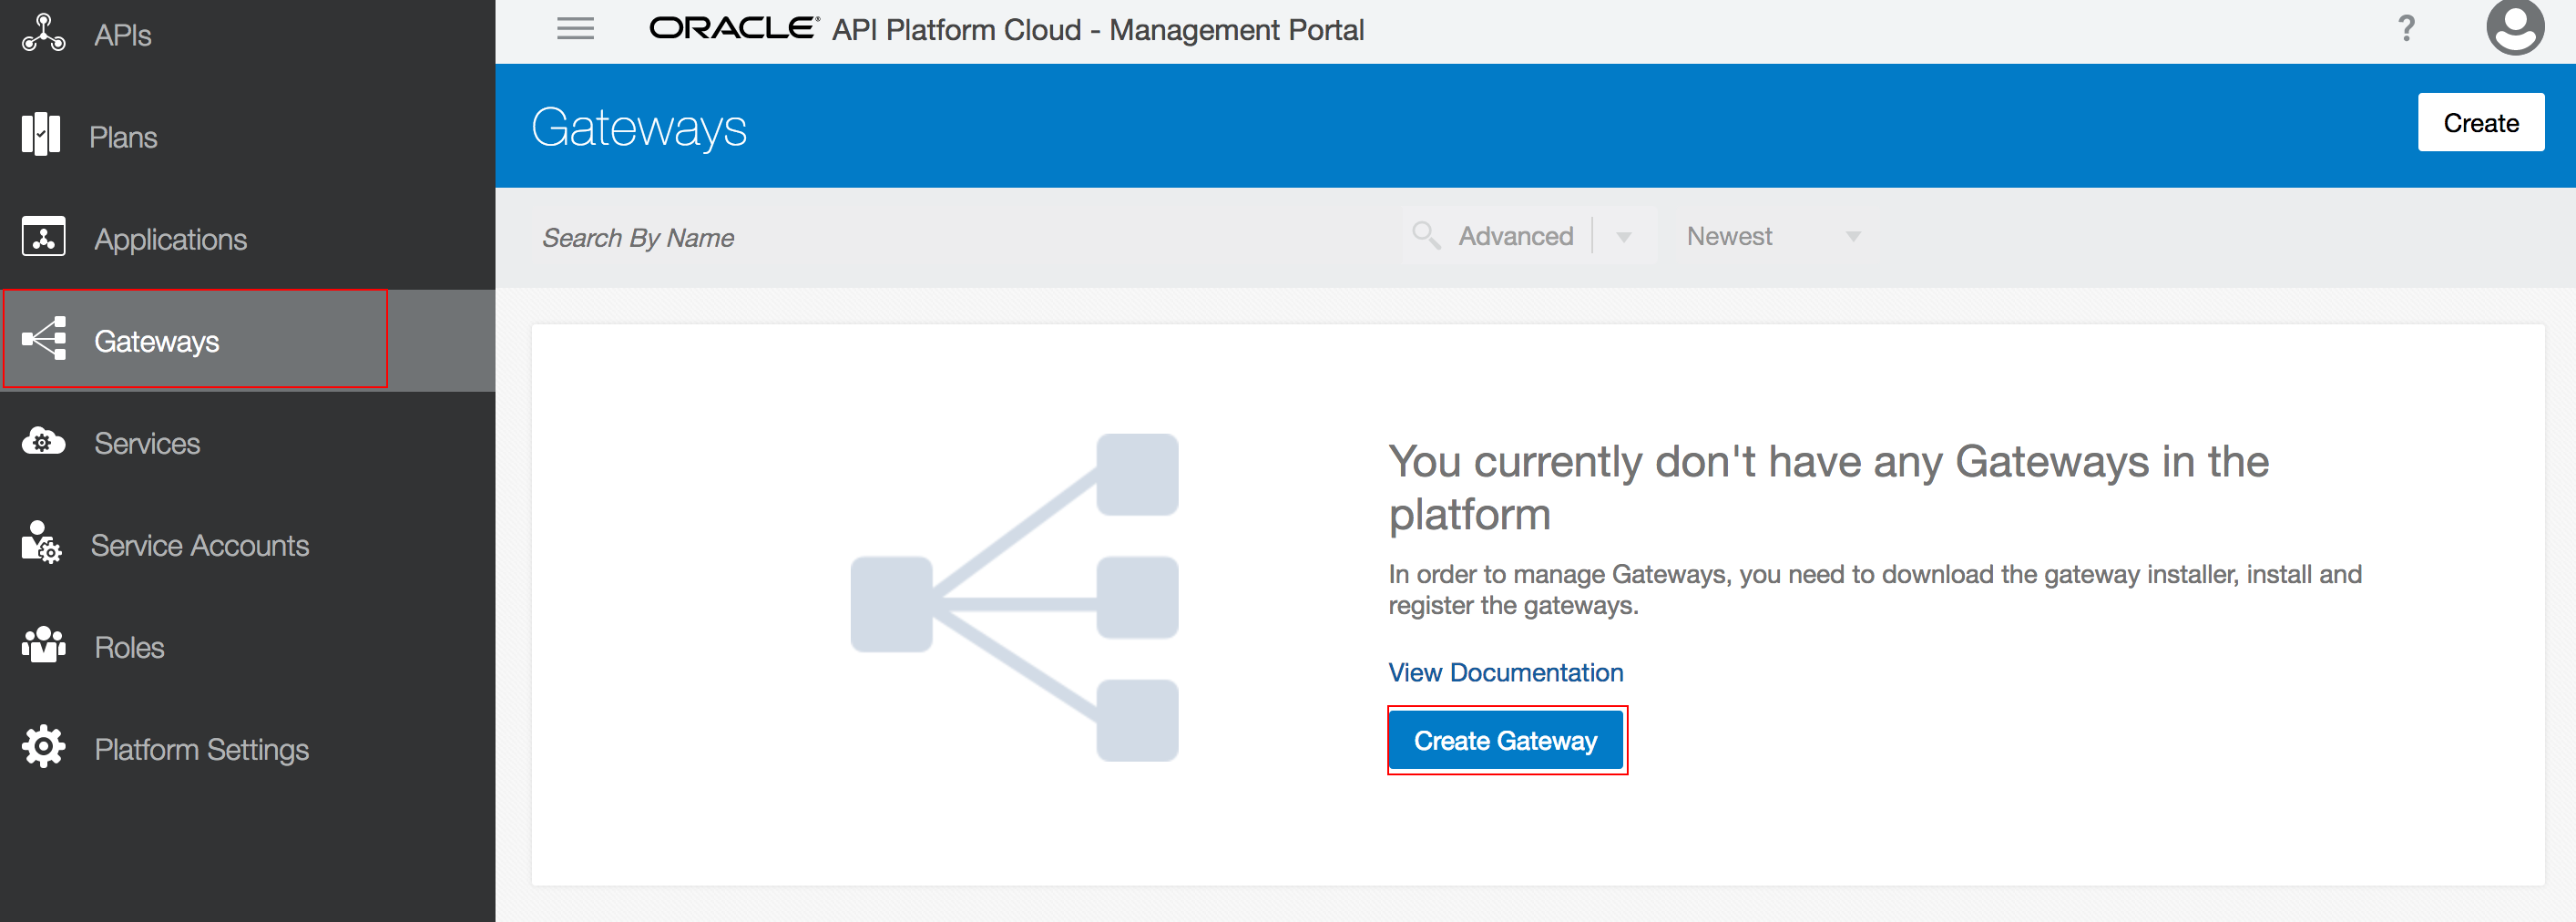 APIs
Plans
Applications
Gateways
Services
Service Accounts
Roles
Platform Settings
ORACLE® API Platform Cloud - Management Portal
?
Gateways
Create
Search By Name
Advanced
Newest
You currently don't have any Gateways in the
platform
In order to manage Gateways, you need to download the gateway installer, install and
register the gateways.
View Documentation
Create Gateway